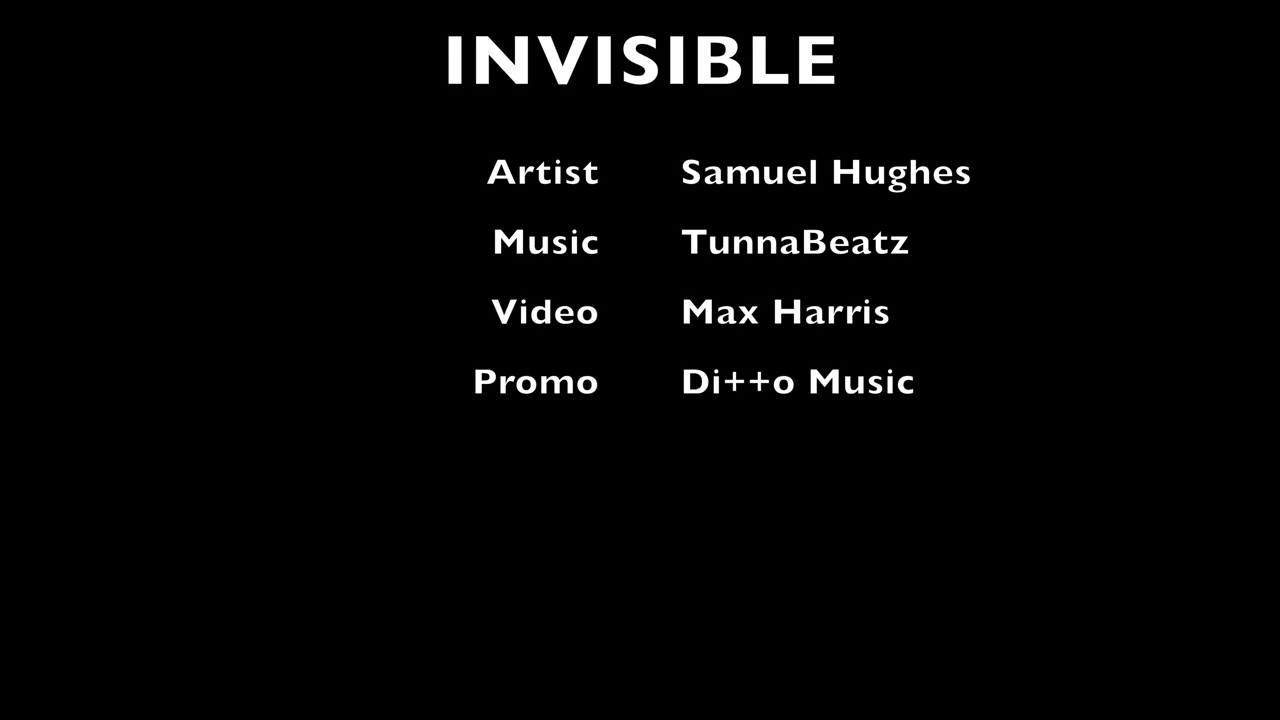 INVISIBLE
Artist Samuel Hughes
Music TunnaBeatz
Video Max Harris
Promo Di++o Music